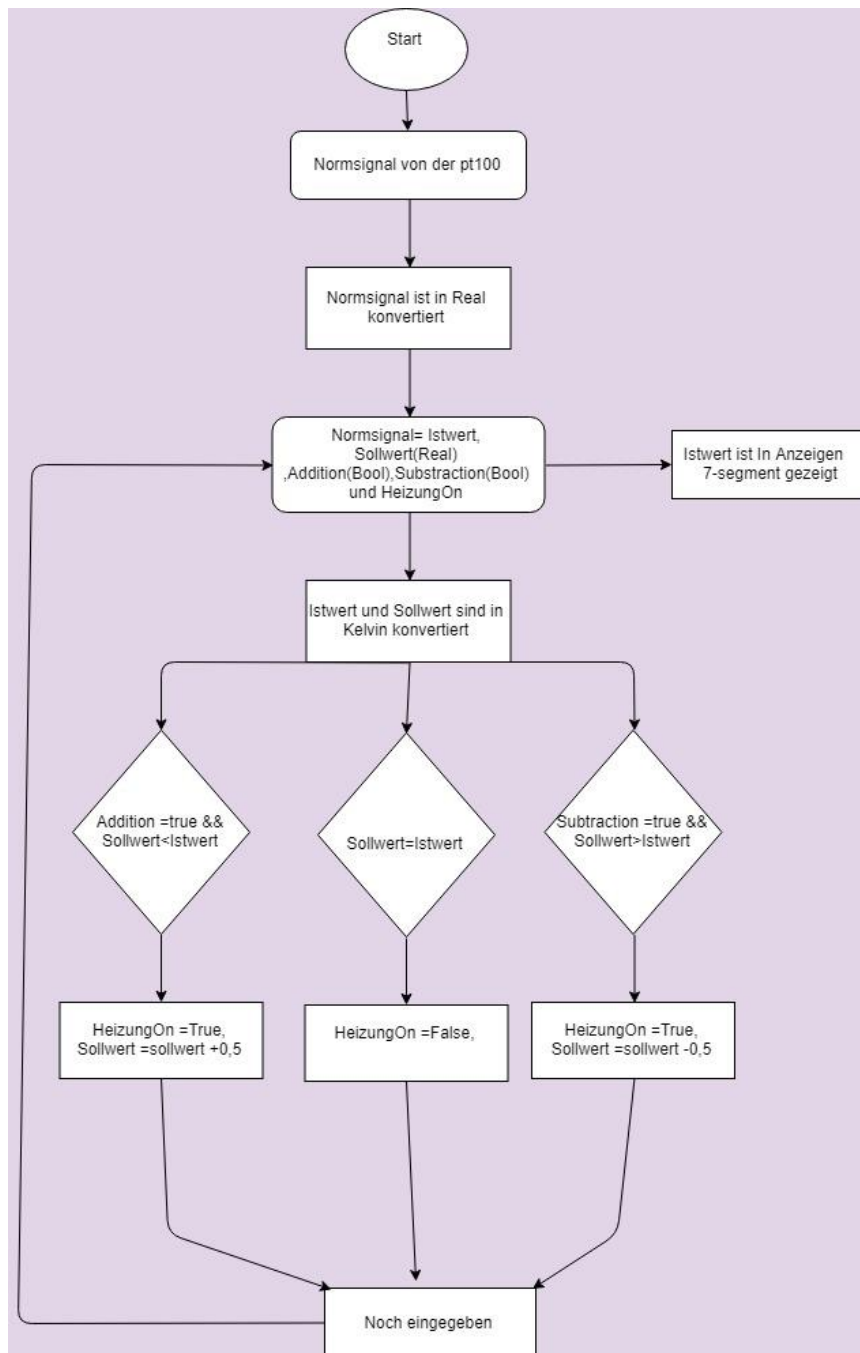 Start
Normsignal von der pt100
Normsignal ist in Real
konvertiert
Normsignal= Istwert,
Sollwert(Real)
,Addition(Bool),Substraction(Bool)
und HeizungOn
Istwert ist In Anzeigen
7-segment gezeigt
Istwert und Sollwert sind in
Kelvin konvertiert
Addition =true &&
Sollwert<Istwert
Sollwert=Istwert
Subtraction =true &&
Sollwert>Istwert
HeizungOn =True,
Sollwert =sollwert +0,5
HeizungOn =False,
HeizungOn =True,
Sollwert =sollwert -0,5
Noch eingegeben